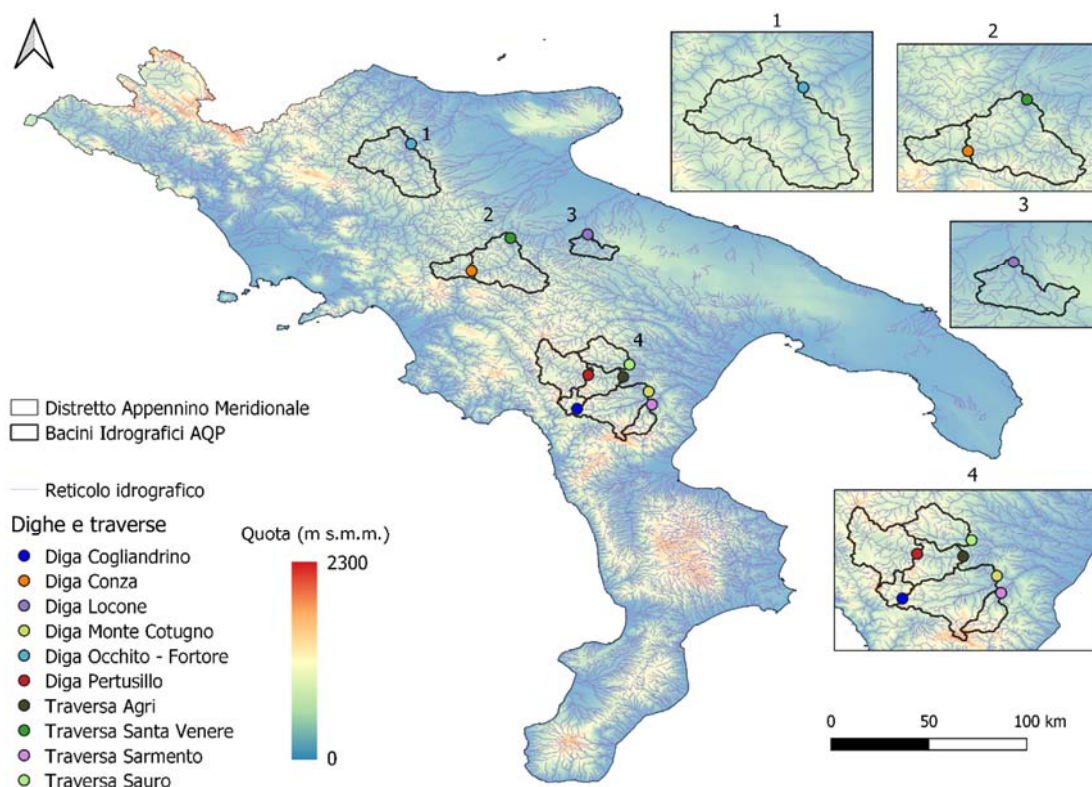 1
2
3
4
1
2
3
4
Distretto Appennino Meridionale
Bacini Idrografici AQP
Reticolo idrografico
Dighe e traverse
Diga Cogliandrino
Diga Conza
Diga Locone
Diga Monte Cotugno
Diga Occhito - Fortore
Diga Pertusillo
Traversa Agri
Traversa Santa Venere
Traversa Sarmento
Traversa Sauro
Quota (m s.m.m.)
2300
0
0 50 100 km